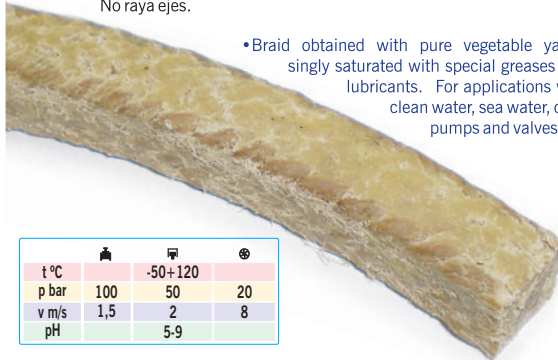 No raya ejes.
•Braid obtained with pure vegetable
singly saturated with special greases
lubricants. For applications
clean water, sea water,
pumps and valves
t ºC -50+120
p bar 100 50 20
v m/s 1,5 2 8
pH 5-9